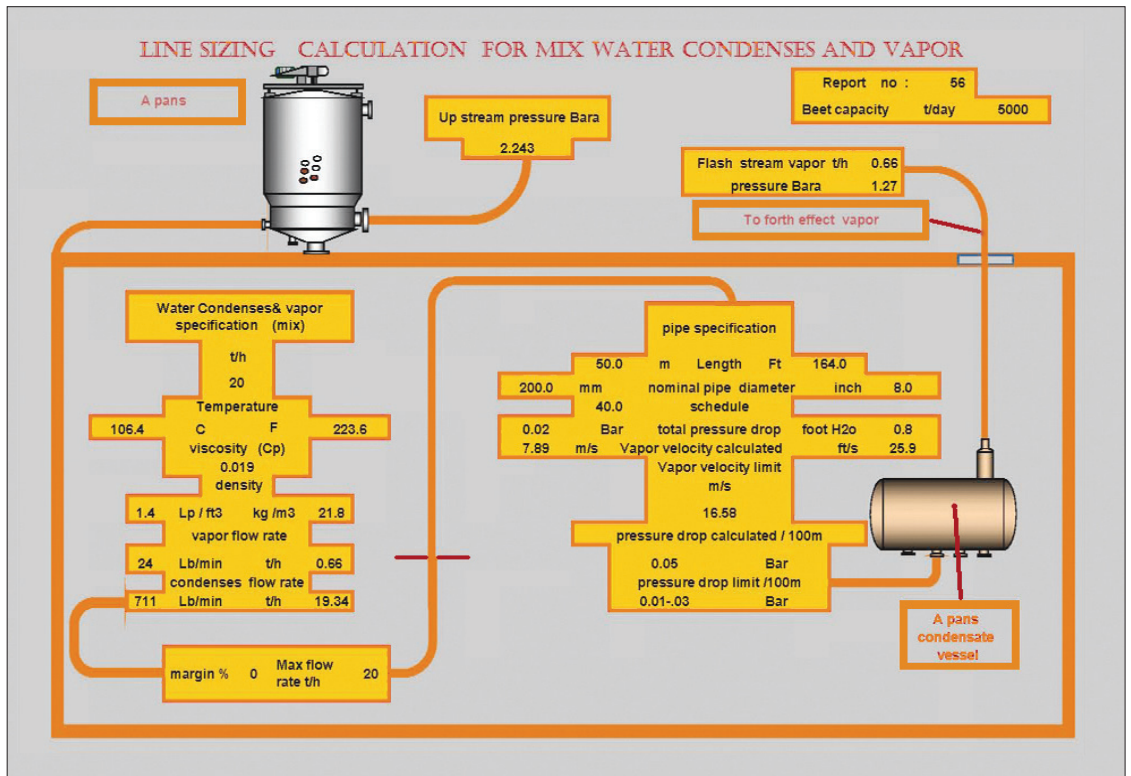 LINE SIZING CALCULATION FOR MIX WATER CONDENSES AND VAPOR
A pans
Up stream pressure Bara
2.243
Report no : 56
Beet capacity t/day 5000
Flash stream vapor t/h 0.66
pressure Bara 1.27
To forth effect vapor
Water Condenses& vapor
specification (mix)
t/h
20
Temperature
106.4 C F 223.6
viscosity (Cp)
0.019
density
1.4 Lp / ft3 kg /m3 21.8
vapor flow rate
24 Lb/min t/h 0.66
condenses flow rate
711 Lb/min t/h 19.34
margin % 0 Max flow
rate t/h 20
pipe specification
50.0 m Length Ft 164.0
200.0 mm nominal pipe diameter inch 8.0
40.0 schedule
0.02 Bar total pressure drop foot H2o 0.8
7.89 m/s Vapor velocity calculated ft/s 25.9
Vapor velocity limit
m/s
16.58
pressure drop calculated / 100m
0.05 Bar
pressure drop limit /100m
0.01-.03 Bar
A pans
condensate
vessel